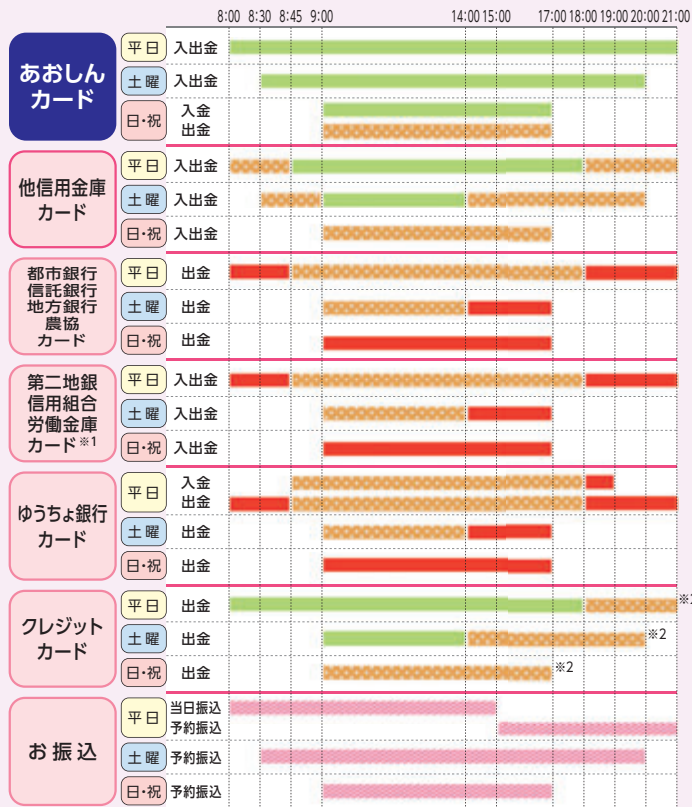 8:00 8:30 8:45 9:00 14:00 15:00 17:00 18:00 19:00 20:00 21:00
あおしん
カード
平日 入出金
土曜 入出金
日・祝 入金
出金
他信用金庫
カード
平日 入出金
土曜 入出金
日・祝 入出金
都市銀行
信託銀行
地方銀行
農協
カード
平日 出金
土曜 出金
日・祝 出金
第二地銀
信用組合
労働金庫
カード※1
平日 入出金
土曜 入出金
日・祝 入出金
ゆうちょ銀行
カード
平日 入金
出金
土曜 出金
日・祝 出金
クレジット
カード
平日 出金
土曜 出金 ※2
日・祝 出金 ※2
お振込
平日 当日振込
予約振込
土曜 予約振込
日・祝 予約振込